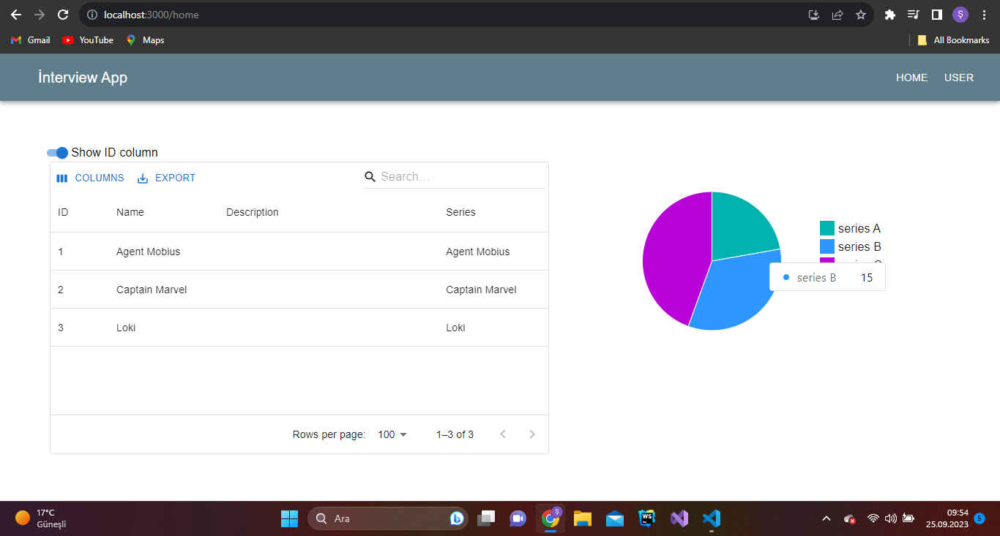 localhost:3000/home
Ş
Gmail YouTube Maps All Bookmarks
İnterview App HOME USER
Show ID column
COLUMNS EXPORT Search…
ID Name Description Series
1 Agent Mobius Agent Mobius
2 Captain Marvel Captain Marvel
3 Loki Loki
Rows per page: 100 1–3 of 3
series A
series B
series B 15
17°C
Güneşli
Ara
Ş
WS
09:54
25.09.2023
5